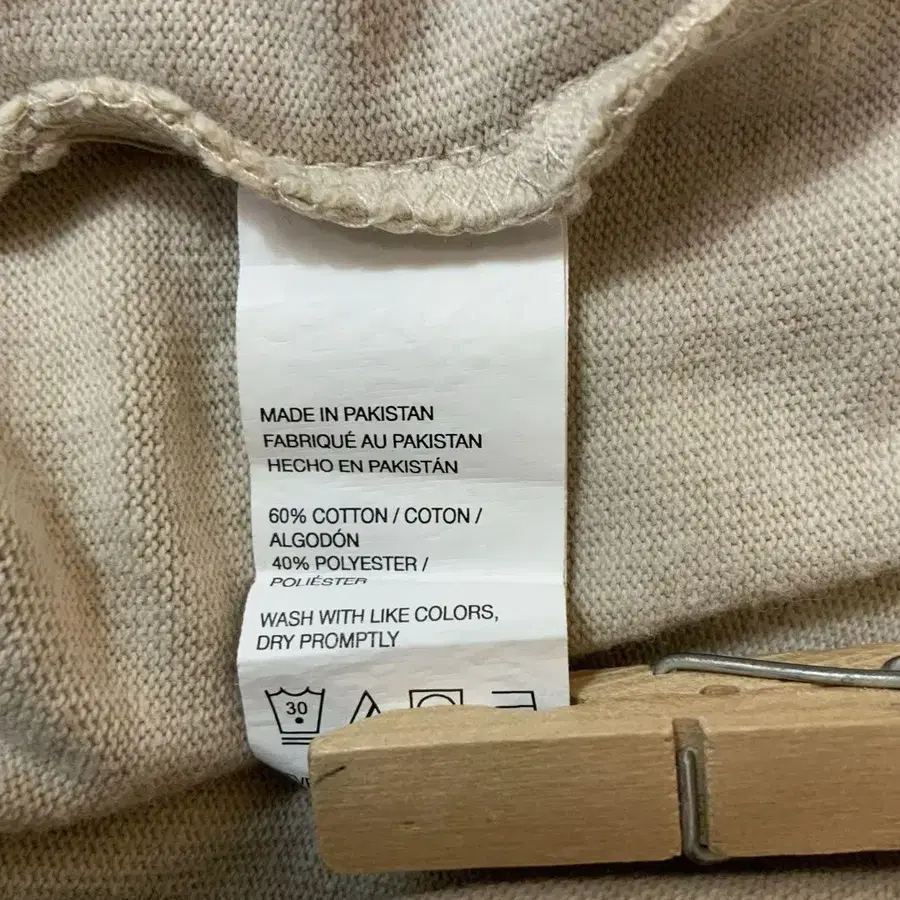 MADE IN PAKISTAN
FABRIQUÉ AU PAKISTAN
HECHO EN PAKISTÁN
60% COTTON / COTON /
ALGODÓN
40% POLYESTER /
POLIÉSTER
WASH WITH LIKE COLORS,
DRY PROMPTLY
30